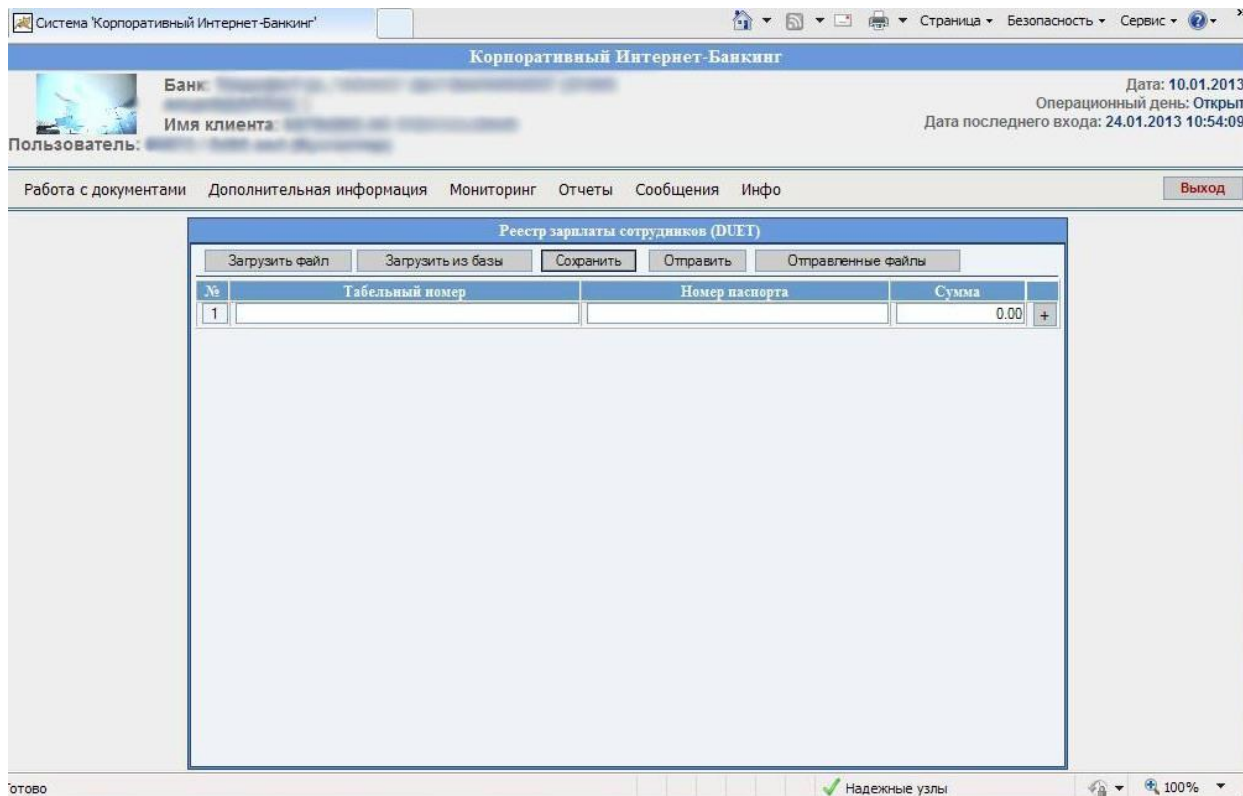 Система 'Корпоративный Интернет-Банкинг'
Страница
Безопасность
Сервис
Корпоративный Интернет-Банкинг
Банк:
Имя клиента:
Пользователь:
Дата: 10.01.2013
Операционный день: Открыт
Дата последнего входа: 24.01.2013 10:54:09
Работа с документами Дополнительная информация Мониторинг Отчеты Сообщения Инфо Выход
Реестр зарплаты сотрудников (DUET)
Загрузить файл Загрузить из базы Сохранить Отправить Отправленные файлы
№ Табельный номер Номер паспорта Сумма
1 0.00 +
отово Надежные узлы 100%